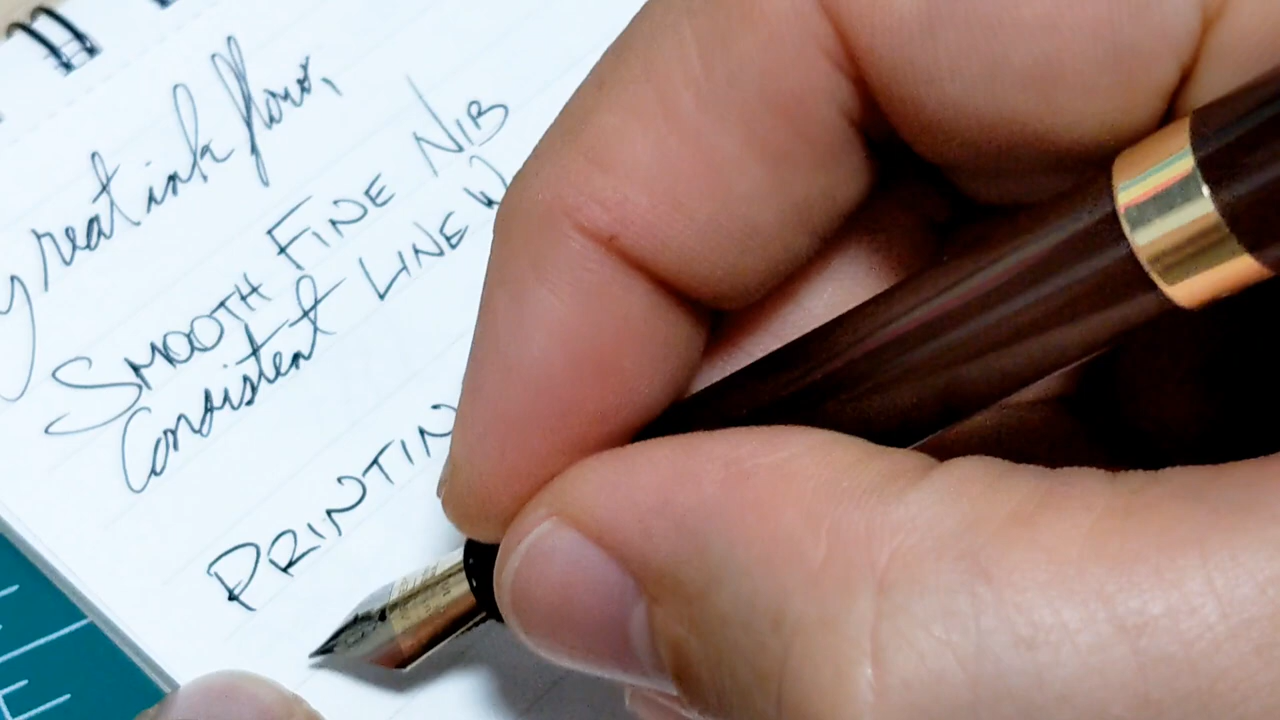 great ink flow,
SMOOTH FINE NIB
Consistent LINE W
PRINTIN